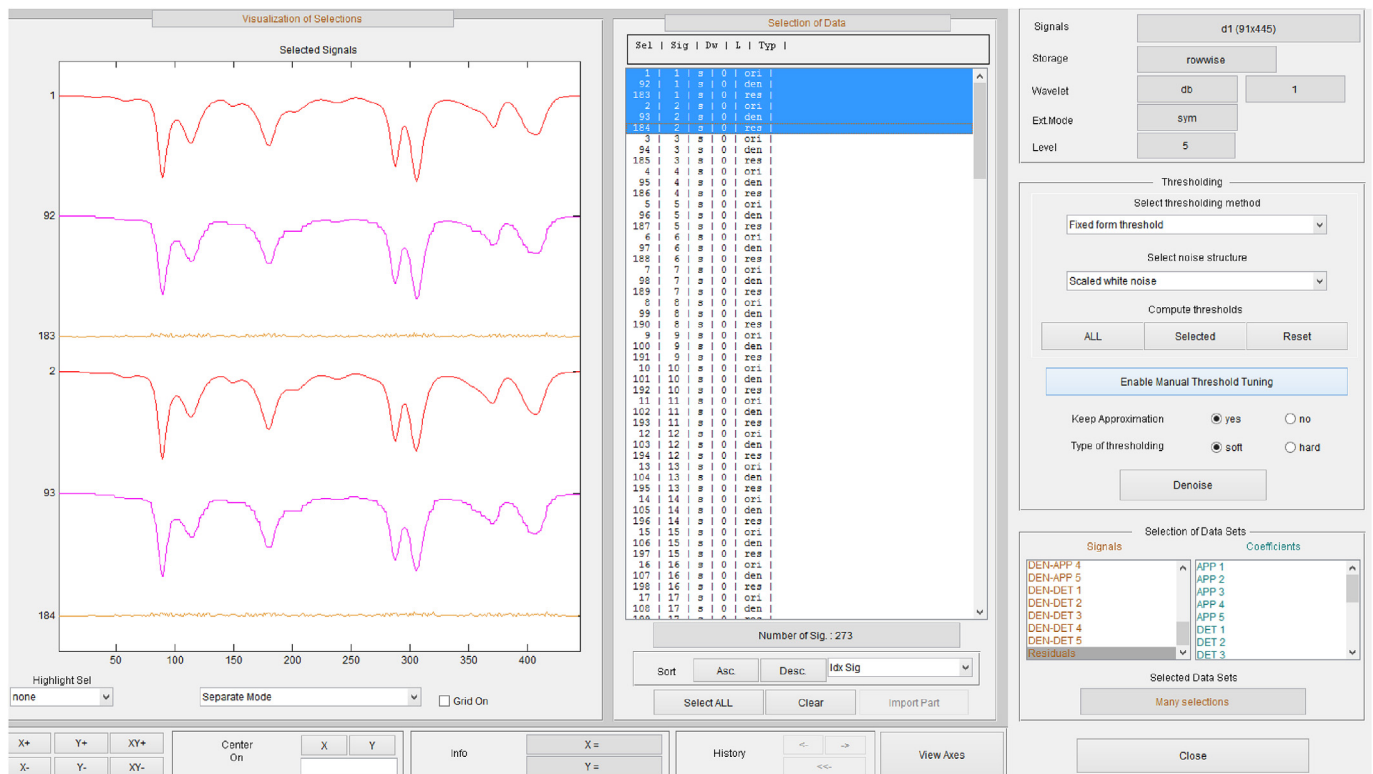 Visualization of Selections
Selected Signals
1
92
183
2
93
184
50 100 150 200 250 300 350 400
Highlight Sel
none
Separate Mode
Grid On
Selection of Data
Sel | Sig | Dw | L | Typ |
1 | 1 | s | 0 | ori |
92 | 1 | s | 0 | den |
183 | 1 | s | 0 | res |
2 | 2 | s | 0 | ori |
93 | 2 | s | 0 | den |
184 | 2 | s | 0 | res |
3 | 3 | s | 0 | ori |
94 | 3 | s | 0 | den |
185 | 3 | s | 0 | res |
4 | 4 | s | 0 | ori |
95 | 4 | s | 0 | den |
186 | 4 | s | 0 | res |
5 | 5 | s | 0 | ori |
96 | 5 | s | 0 | den |
187 | 5 | s | 0 | res |
6 | 6 | s | 0 | ori |
97 | 6 | s | 0 | den |
188 | 6 | s | 0 | res |
7 | 7 | s | 0 | ori |
98 | 7 | s | 0 | den |
189 | 7 | s | 0 | res |
8 | 8 | s | 0 | ori |
99 | 8 | s | 0 | den |
190 | 8 | s | 0 | res |
9 | 9 | s | 0 | ori |
100 | 9 | s | 0 | den |
191 | 9 | s | 0 | res |
10 | 10 | s | 0 | ori |
101 | 10 | s | 0 | den |
192 | 10 | s | 0 | res |
11 | 11 | s | 0 | ori |
102 | 11 | s | 0 | den |
193 | 11 | s | 0 | res |
12 | 12 | s | 0 | ori |
103 | 12 | s | 0 | den |
194 | 12 | s | 0 | res |
13 | 13 | s | 0 | ori |
104 | 13 | s | 0 | den |
195 | 13 | s | 0 | res |
14 | 14 | s | 0 | ori |
105 | 14 | s | 0 | den |
196 | 14 | s | 0 | res |
15 | 15 | s | 0 | ori |
106 | 15 | s | 0 | den |
197 | 15 | s | 0 | res |
16 | 16 | s | 0 | ori |
107 | 16 | s | 0 | den |
198 | 16 | s | 0 | res |
17 | 17 | s | 0 | ori |
108 | 17 | s | 0 | den |
Number of Sig. : 273
Sort Asc. Desc. Idx Sig
Select ALL Clear Import Part
Signals d1 (91x445)
Storage rowwise
Wavelet db 1
Ext.Mode sym
Level 5
Thresholding
Select thresholding method
Fixed form threshold
Select noise structure
Scaled white noise
Compute thresholds
ALL Selected Reset
Enable Manual Threshold Tuning
Keep Approximation yes no
Type of thresholding soft hard
Denoise
Selection of Data Sets
Signals Coefficients
DEN-APP 4
DEN-APP 5
DEN-DET 1
DEN-DET 2
DEN-DET 3
DEN-DET 4
DEN-DET 5
Residuals
APP 1
APP 2
APP 3
APP 4
APP 5
DET 1
DET 2
DET 3
Selected Data Sets
Many selections
X+ Y+ XY+
X- Y- XY-
Center
On
X Y
Info
X =
Y =
History
<- ->
<<-
View Axes
Close